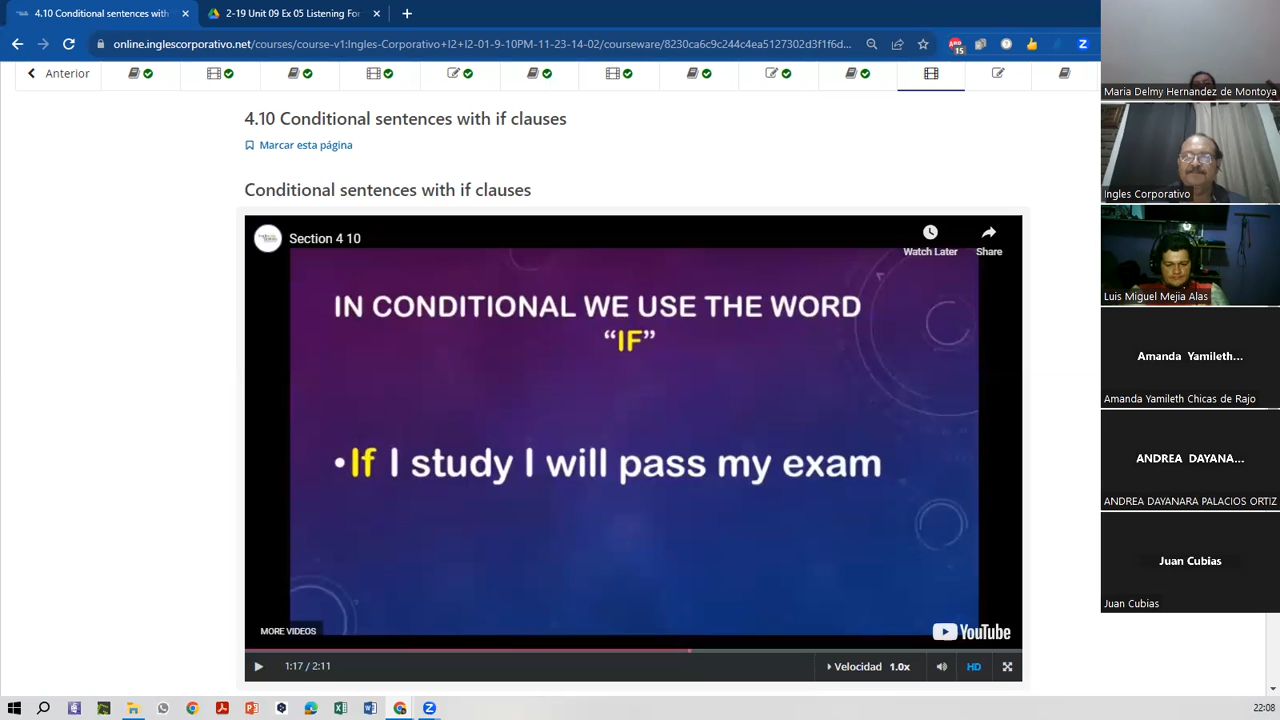 4.10 Conditional sentences with
2-19 Unit 09 Ex 05 Listening For
online.inglescorporativo.net/courses/course-v1:Ingles-Corporativo+I2+I2-01-9-10PM-11-23-14-02/courseware/8230ca6c9c244c4ea5127302d3f1f6d...
15
Z
Anterior
4.10 Conditional sentences with if clauses
Marcar esta página
Conditional sentences with if clauses
Section 4 10
Watch Later
Share
IN CONDITIONAL WE USE THE WORD
“IF”
•If I study I will pass my exam
MORE VIDEOS
YouTube
1:17 / 2:11
Velocidad 1.0x
HD
Maria Delmy Hernandez de Montoya
Ingles Corporativo
Luis Miguel Mejia Alas
Amanda Yamileth...
Amanda Yamileth Chicas de Rajo
ANDREA DAYANA...
ANDREA DAYANARA PALACIOS ORTIZ
Juan Cubias
Juan Cubias
22:08